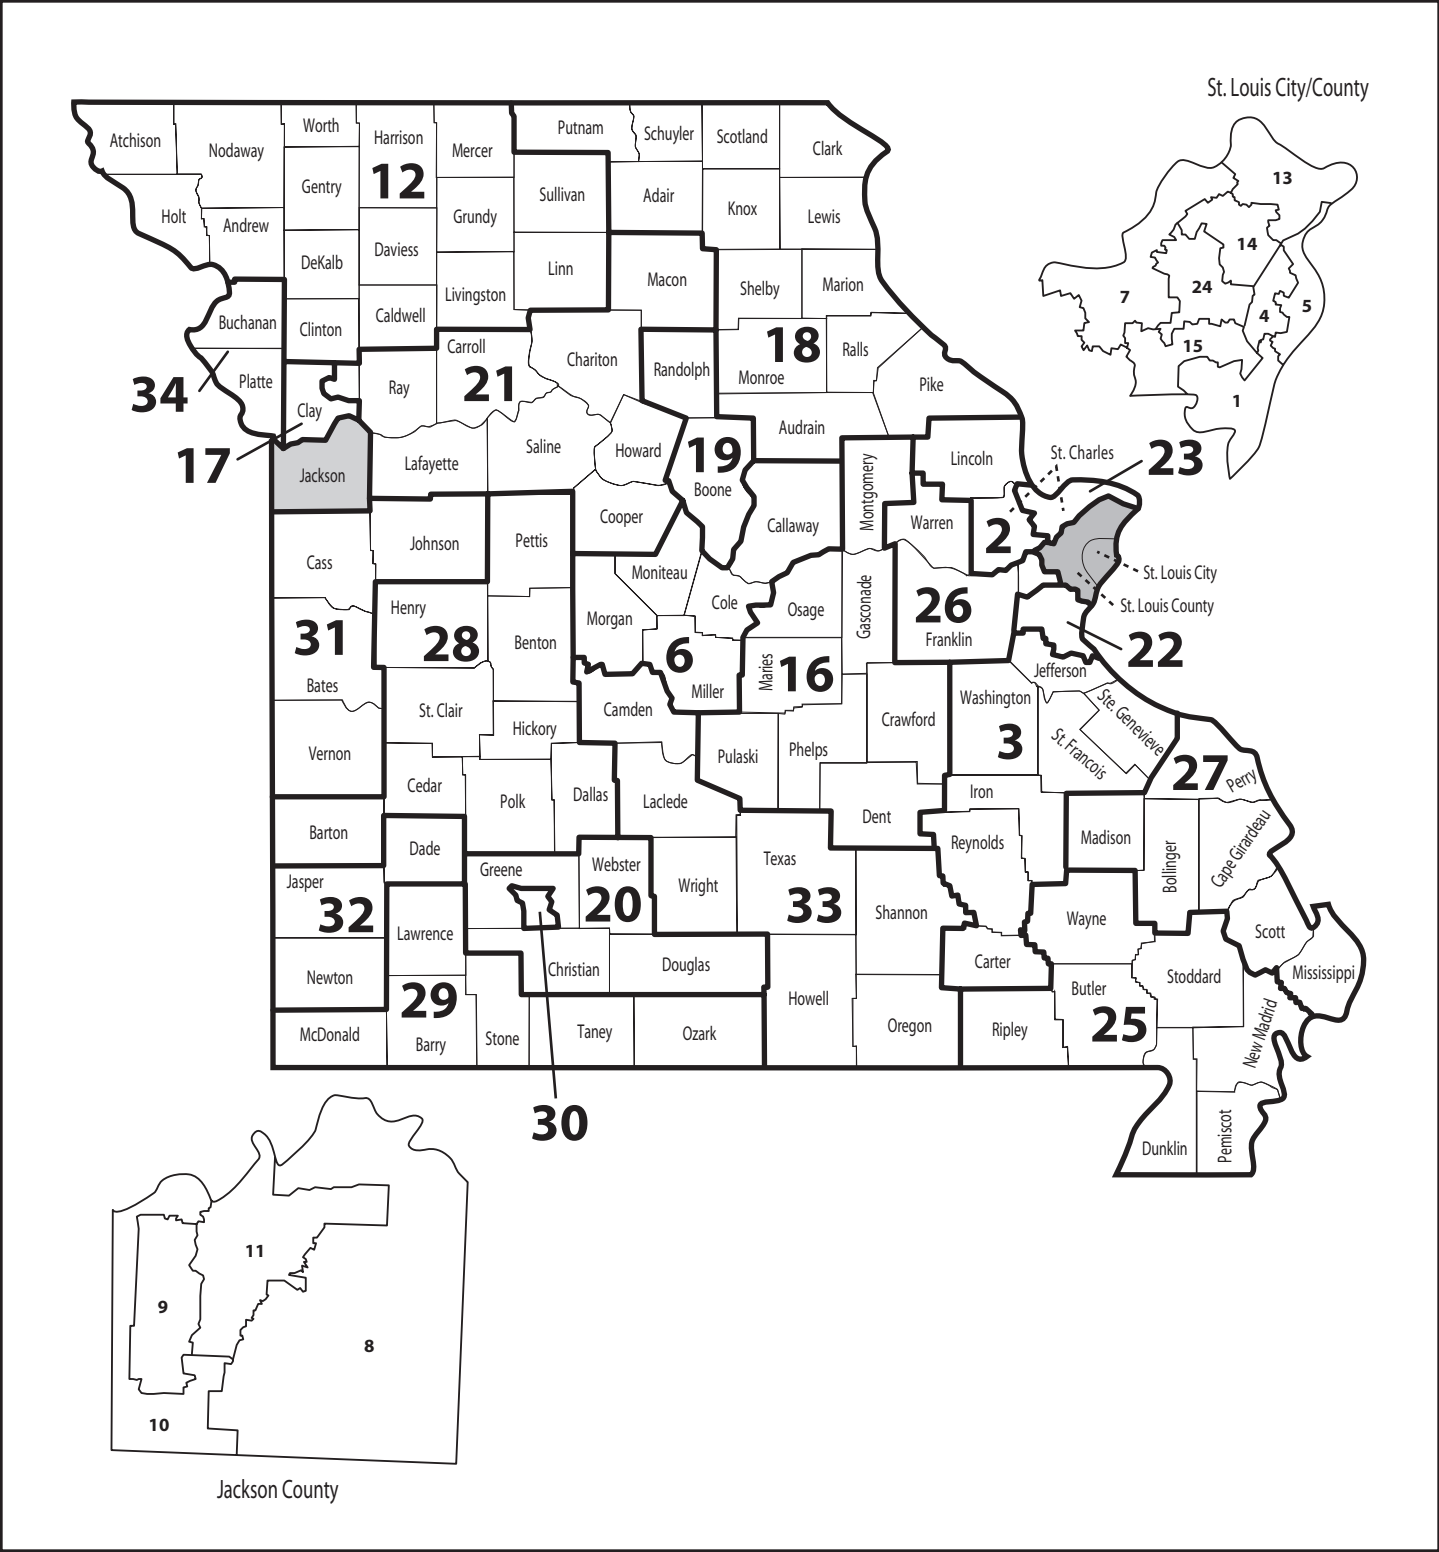 St. Louis City/County
Atchison
Nodaway
Worth
Harrison
Mercer
Putnam
Schuyler
Scotland
Clark
12
13
Gentry
Sullivan
Adair
Knox
Lewis
Holt
Andrew
Grundy
DeKalb
Daviess
Linn
Macon
Shelby
Marion
14
Livingston
7
24
5
4
15
1
Buchanan
Clinton
Caldwell
Carroll
Chariton
Randolph
18
Monroe
Ralls
Pike
34
Platte
Ray
21
Clay
Audrain
17
Jackson
Lafayette
Saline
Howard
19
Boone
Montgomery
Lincoln
St. Charles
23
Cooper
Callaway
Warren
2
Johnson
Pettis
Cass
Moniteau
St. Louis City
St. Louis County
Henry
Morgan
Cole
Osage
Gasconade
26
Franklin
31
28
Benton
6
Maries
16
22
Jefferson
Bates
Miller
St. Clair
Camden
Washington
Ste. Genevieve
Hickory
Crawford
3
St. Francois
Vernon
Pulaski
Phelps
27
Perry
Cedar
Polk
Dallas
Laclede
Iron
Dent
Barton
Dade
Reynolds
Madison
Bollinger
Cape Girardeau
Greene
Webster
Texas
Jasper
32
20
Wright
33
Shannon
Wayne
Scott
Lawrence
Newton
Christian
Douglas
Carter
Stoddard
Mississippi
29
Howell
Butler
25
New Madrid
McDonald
Barry
Stone
Taney
Ozark
Oregon
Ripley
30
Dunklin
Pemiscot
11
9
8
10
Jackson County